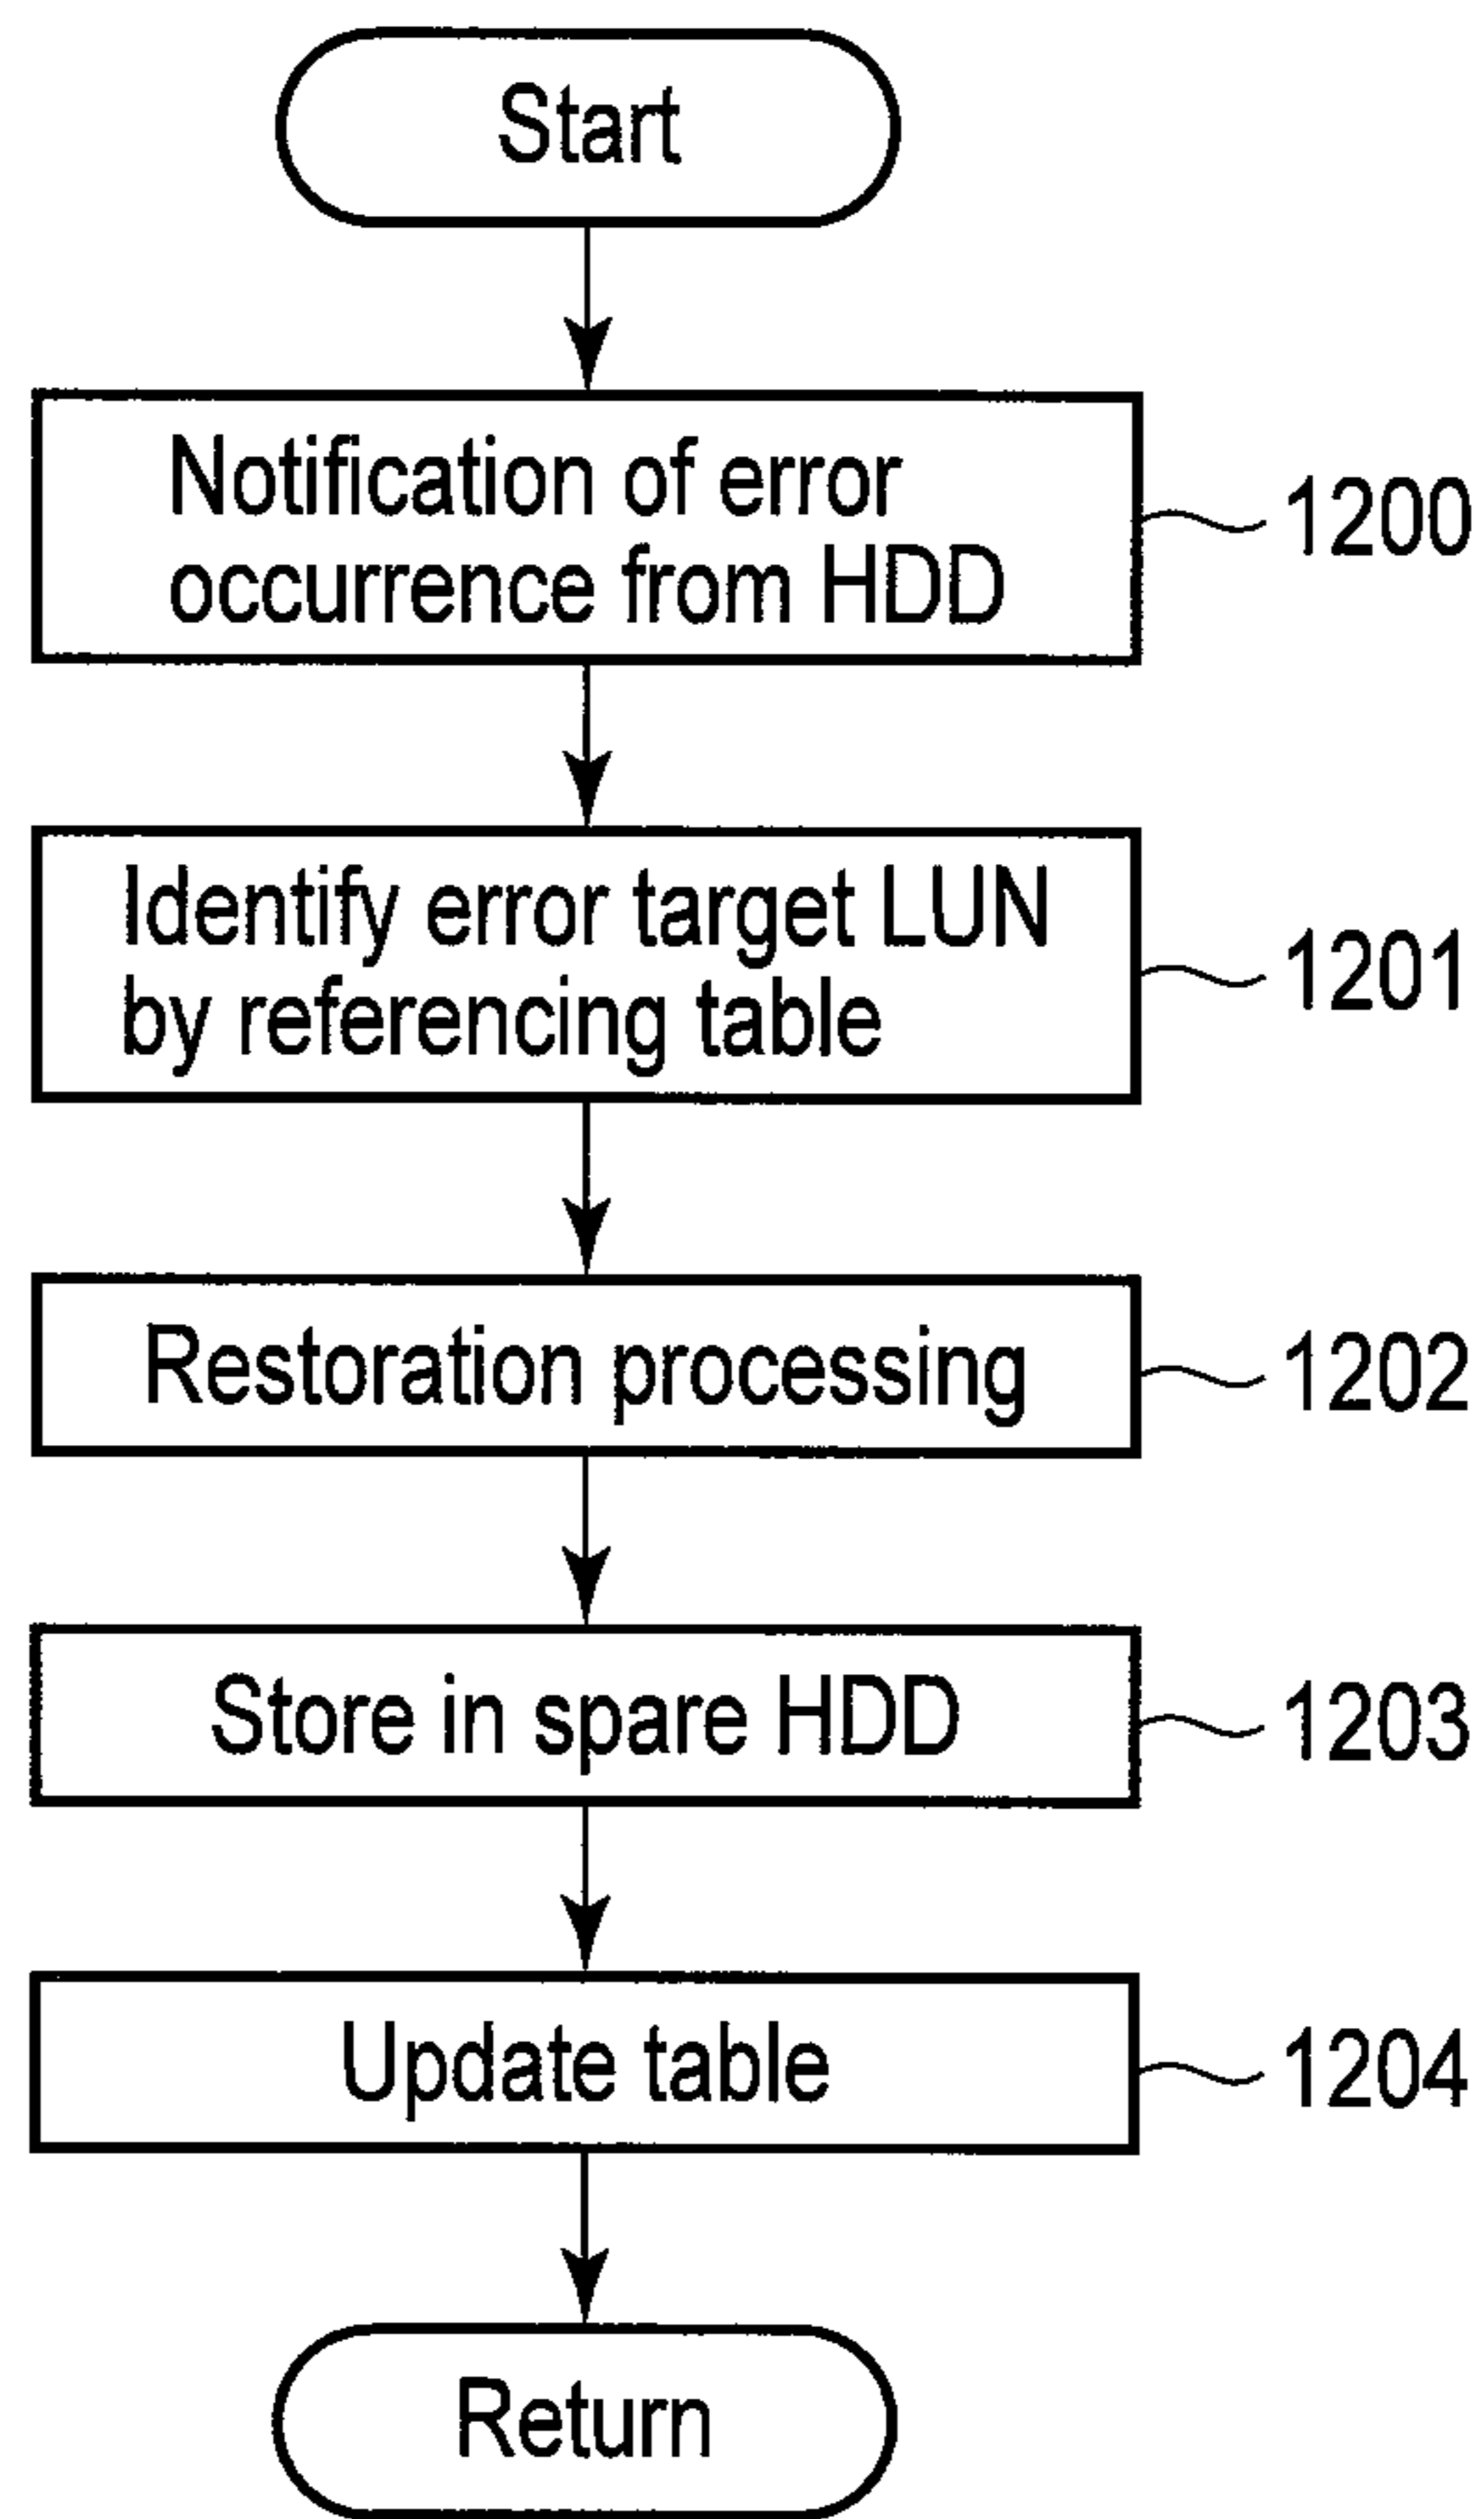 Start
Notification of error
occurrence from HDD
1200
Identify error target LUN
by referencing table
1201
Restoration processing
1202
Store in spare HDD
1203
Update table
1204
Return